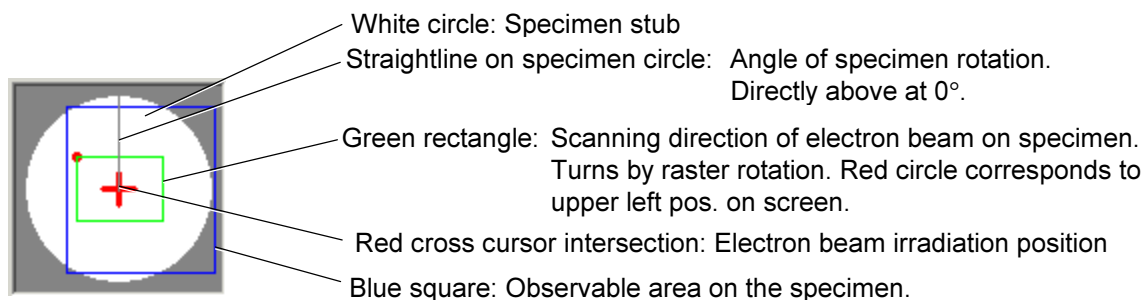 White circle: Specimen stub
Straightline on specimen circle: Angle of specimen rotation.
Directly above at 0°.
Green rectangle: Scanning direction of electron beam on specimen.
Turns by raster rotation. Red circle corresponds to
upper left pos. on screen.
Red cross cursor intersection: Electron beam irradiation position
Blue square: Observable area on the specimen.